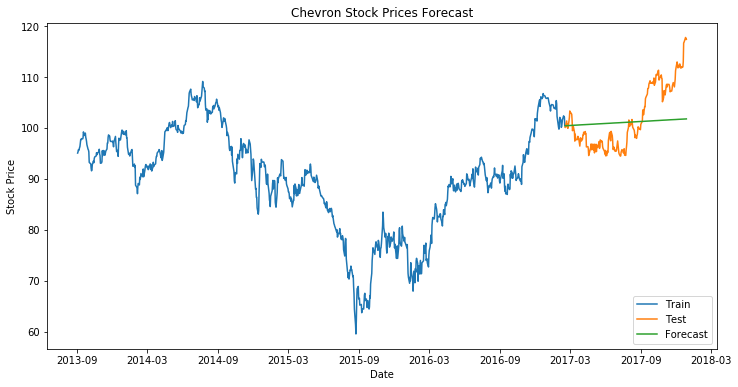 Chevron Stock Prices Forecast
120
110
100
90
80
70
60
Stock Price
2013-09 2014-03 2014-09 2015-03 2015-09 2016-03 2016-09 2017-03 2017-09 2018-03
Date
Train
Test
Forecast